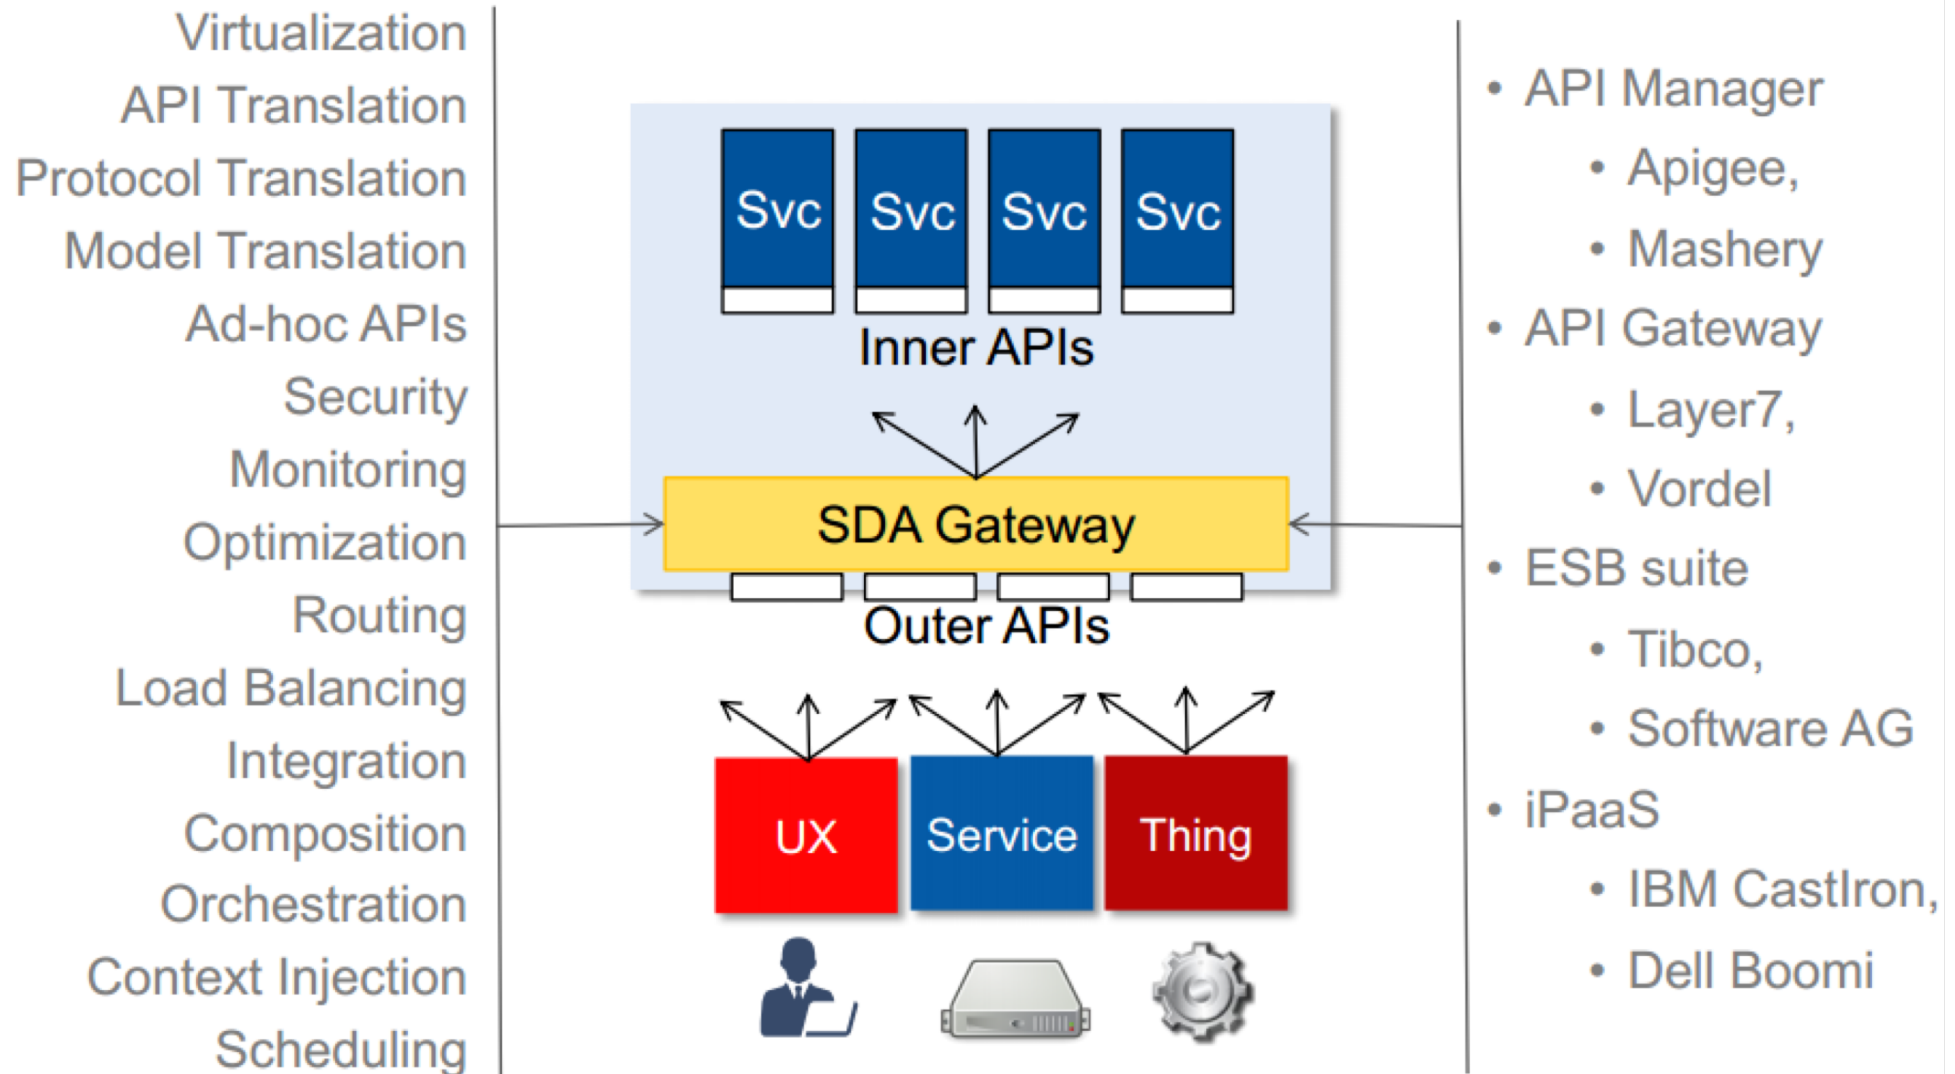 Virtualization
API Translation
Protocol Translation
Model Translation
Ad-hoc APIs
Security
Monitoring
Optimization
Routing
Load Balancing
Integration
Composition
Orchestration
Context Injection
Scheduling
Svc Svc Svc Svc
Inner APIs
SDA Gateway
Outer APIs
UX Service Thing
• API Manager
• Apigee,
• Mashery
• API Gateway
• Layer7,
• Vordel
• ESB suite
• Tibco,
• Software AG
• iPaaS
• IBM CastIron,
• Dell Boomi